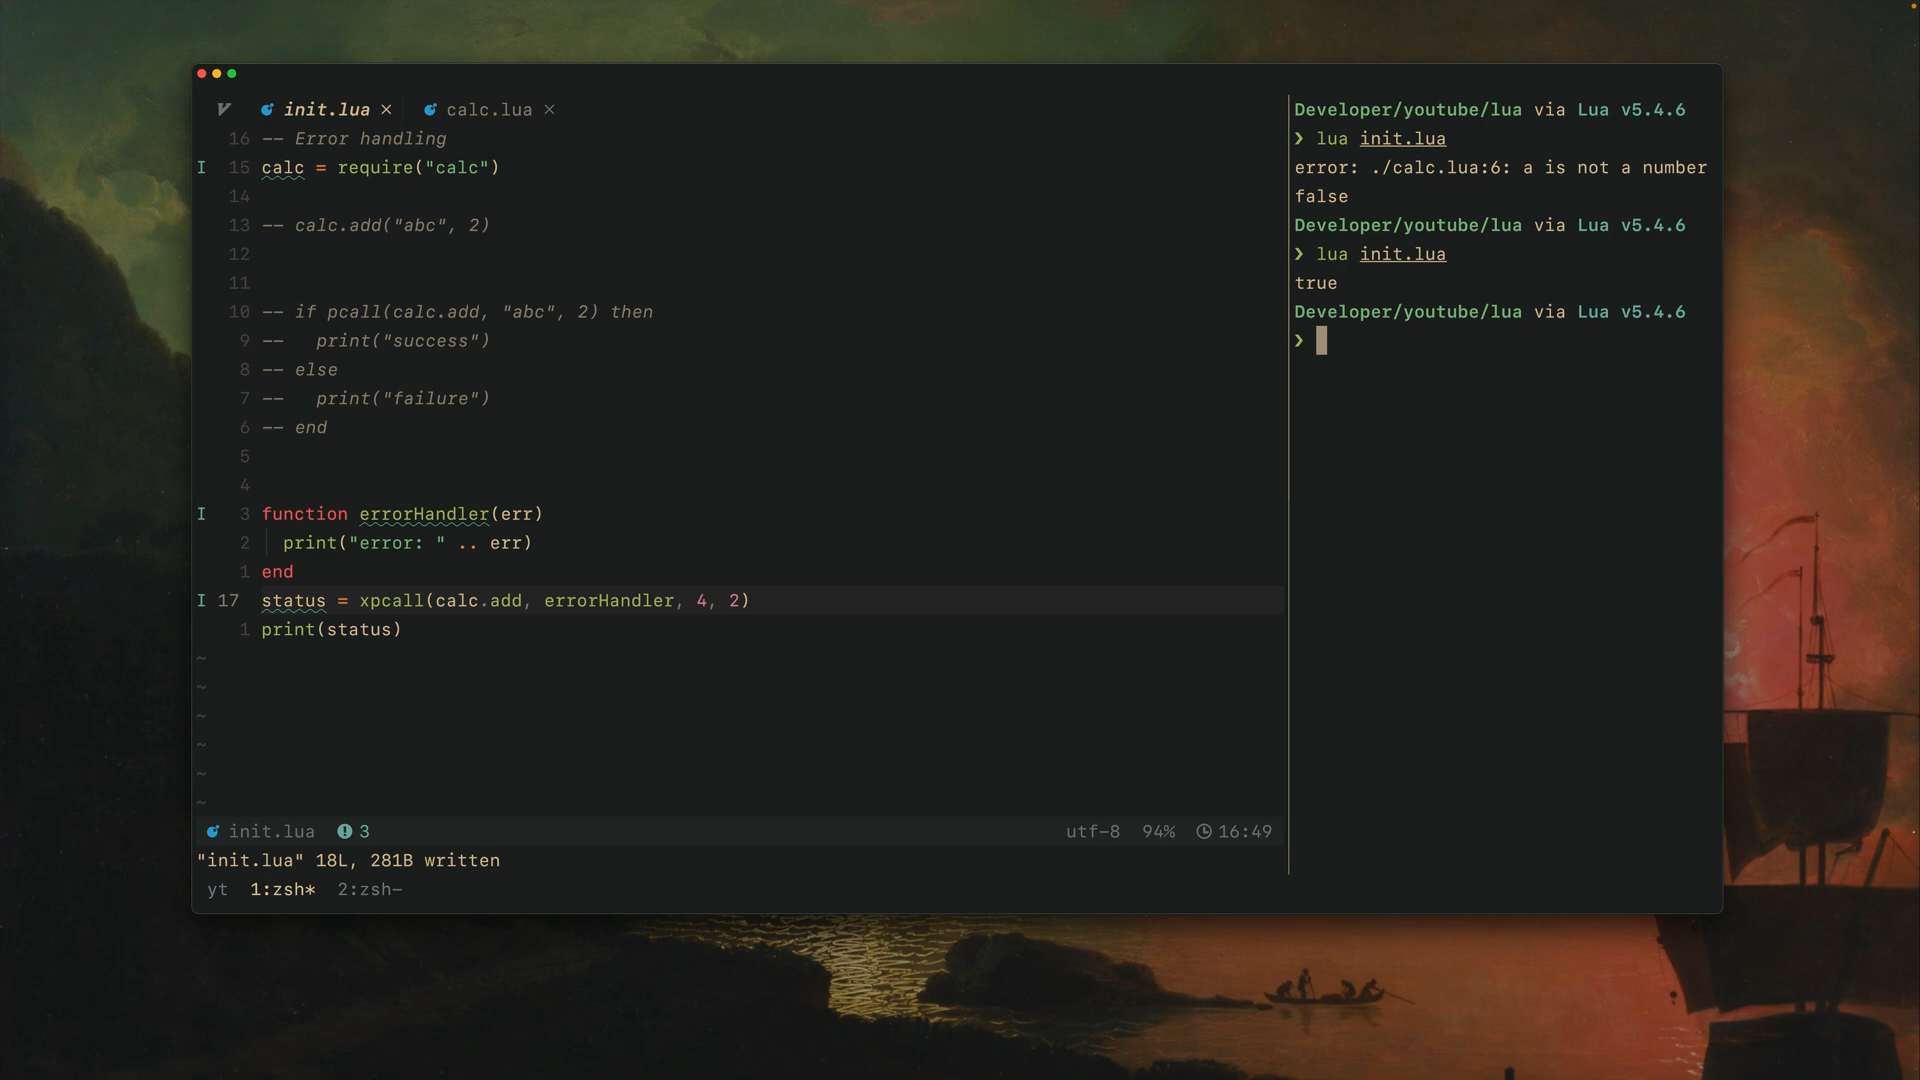 init.lua × calc.lua ×
16 -- Error handling
I 15 calc = require("calc")
14
13 -- calc.add("abc", 2)
12
11
10 -- if pcall(calc.add, "abc", 2) then
9 --   print("success")
8 -- else
7 --   print("failure")
6 -- end
5
4
I 3 function errorHandler(err)
2   print("error: " .. err)
1 end
I 17 status = xpcall(calc.add, errorHandler, 4, 2)
1 print(status)
~
~
~
~
~
~
init.lua 3 utf-8 94% 16:49
"init.lua" 18L, 281B written
yt 1:zsh* 2:zsh-
Developer/youtube/lua via Lua v5.4.6
❯ lua init.lua
error: ./calc.lua:6: a is not a number
false
Developer/youtube/lua via Lua v5.4.6
❯ lua init.lua
true
Developer/youtube/lua via Lua v5.4.6
❯